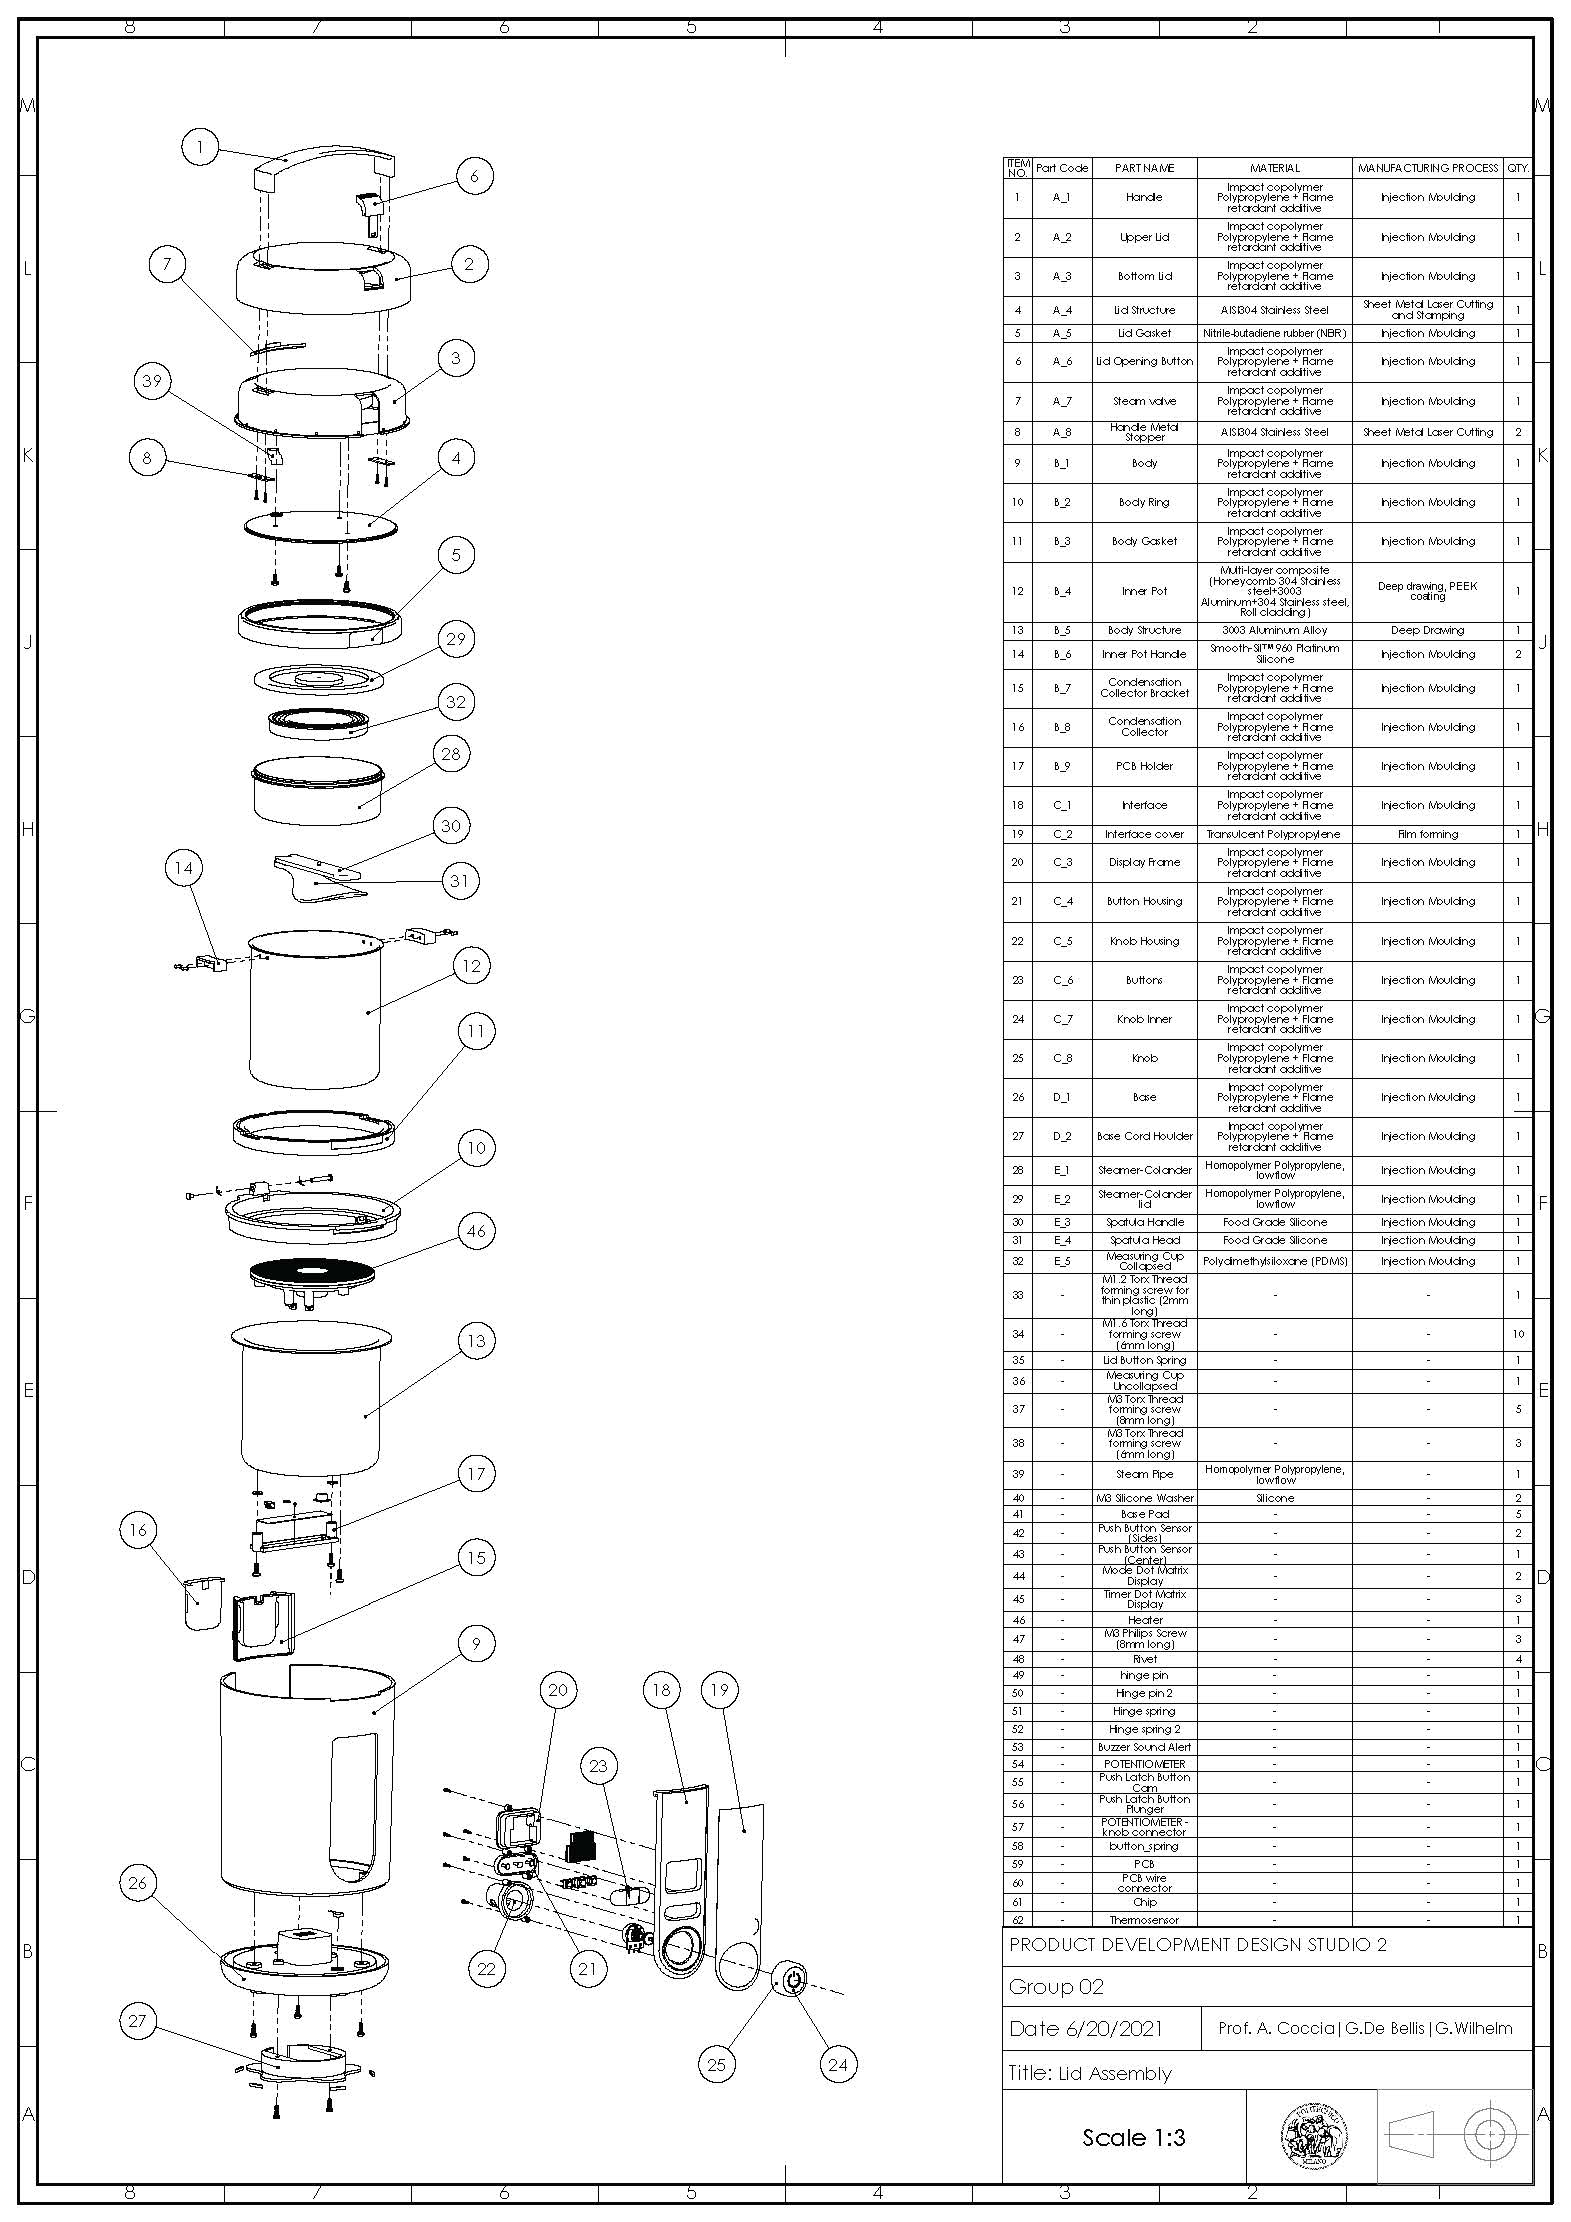 8 7 6 5 4 3 2
M M
L L
K K
J J
H H
G G
F F
E E
D D
C C
B B
A A
1
6
7
2
39
3
8
4
5
29
32
28
30
14
31
12
11
10
46
13
17
16
15
9
20 18 19
23
26
22 21
27
25 24
ITEM NO. Part Code PART NAME MATERIAL MANUFACTURING PROCESS QTY.
1 A_1 Handle Impact copolymer Polypropylene + Flame retardant additive Injection Moulding 1
2 A_2 Upper Lid Impact copolymer Polypropylene + Flame retardant additive Injection Moulding 1
3 A_3 Bottom Lid Impact copolymer Polypropylene + Flame retardant additive Injection Moulding 1
4 A_4 Lid Structure AISI304 Stainless Steel Sheet Metal Laser Cutting and Stamping 1
5 A_5 Lid Gasket Nitrile-butadiene rubber (NBR) Injection Moulding 1
6 A_6 Lid Opening Button Impact copolymer Polypropylene + Flame retardant additive Injection Moulding 1
7 A_7 Steam valve Impact copolymer Polypropylene + Flame retardant additive Injection Moulding 1
8 A_8 Handle Metal Stopper AISI304 Stainless Steel Sheet Metal Laser Cutting 2
9 B_1 Body Impact copolymer Polypropylene + Flame retardant additive Injection Moulding 1
10 B_2 Body Ring Impact copolymer Polypropylene + Flame retardant additive Injection Moulding 1
11 B_3 Body Gasket Impact copolymer Polypropylene + Flame retardant additive Injection Moulding 1
12 B_4 Inner Pot Multi-layer composite (Honeycomb 304 Stainless steel+3003 Aluminum+304 Stainless steel, Roll cladding) Deep drawing, PEEK coating 1
13 B_5 Body Structure 3003 Aluminum Alloy Deep Drawing 1
14 B_6 Inner Pot Handle Smooth-Sil™ 960 Platinum Silicone Injection Moulding 2
15 B_7 Condensation Collector Bracket Impact copolymer Polypropylene + Flame retardant additive Injection Moulding 1
16 B_8 Condensation Collector Impact copolymer Polypropylene + Flame retardant additive Injection Moulding 1
17 B_9 PCB Holder Impact copolymer Polypropylene + Flame retardant additive Injection Moulding 1
18 C_1 Interface Impact copolymer Polypropylene + Flame retardant additive Injection Moulding 1
19 C_2 Interface cover Transulcent Polypropylene Film forming 1
20 C_3 Display Frame Impact copolymer Polypropylene + Flame retardant additive Injection Moulding 1
21 C_4 Button Housing Impact copolymer Polypropylene + Flame retardant additive Injection Moulding 1
22 C_5 Knob Housing Impact copolymer Polypropylene + Flame retardant additive Injection Moulding 1
23 C_6 Buttons Impact copolymer Polypropylene + Flame retardant additive Injection Moulding 1
24 C_7 Knob Inner Impact copolymer Polypropylene + Flame retardant additive Injection Moulding 1
25 C_8 Knob Impact copolymer Polypropylene + Flame retardant additive Injection Moulding 1
26 D_1 Base Impact copolymer Polypropylene + Flame retardant additive Injection Moulding 1
27 D_2 Base Cord Houlder Impact copolymer Polypropylene + Flame retardant additive Injection Moulding 1
28 E_1 Steamer-Colander Homopolymer Polypropylene, lowflow Injection Moulding 1
29 E_2 Steamer-Colander lid Homopolymer Polypropylene, lowflow Injection Moulding 1
30 E_3 Spatula Handle Food Grade Silicone Injection Moulding 1
31 E_4 Spatula Head Food Grade Silicone Injection Moulding 1
32 E_5 Measuring Cup Collapsed Polydimethylsiloxane (PDMS) Injection Moulding 1
33 - M1.2 Torx Thread forming screw for thin plastic (2mm long) - - 1
34 - M1.6 Torx Thread forming screw (6mm long) - - 10
35 - Lid Button Spring - - 1
36 - Measuring Cup Uncollapsed - - 1
37 - M3 Torx Thread forming screw (8mm long) - - 5
38 - M3 Torx Thread forming screw (6mm long) - - 3
39 - Steam Pipe Homopolymer Polypropylene, lowflow - 1
40 - M3 Silicone Washer Silicone - 2
41 - Base Pad - - 5
42 - Push Button Sensor (Sides) - - 2
43 - Push Button Sensor (Center) - - 1
44 - Mode Dot Matrix Display - - 2
45 - Timer Dot Matrix Display - - 3
46 - Heater - - 1
47 - M3 Philips Screw (8mm long) - - 3
48 - Rivet - - 4
49 - hinge pin - - 1
50 - Hinge pin 2 - - 1
51 - Hinge spring - - 1
52 - Hinge spring 2 - - 1
53 - Buzzer Sound Alert - - 1
54 - POTENTIOMETER - - 1
55 - Push Latch Button Cam - - 1
56 - Push Latch Button Plunger - - 1
57 - POTENTIOMETER - knob connector - - 1
58 - button_spring - - 1
59 - PCB - - 1
60 - PCB wire connector - - 1
61 - Chip - - 1
62 - Thermosensor - - 1
PRODUCT DEVELOPMENT DESIGN STUDIO 2
Group 02
Date 6/20/2021 Prof. A. Coccia|G.De Bellis|G.Wilhelm
Title: Lid Assembly
Scale 1:3
POLITECNICO
MILANO
8 7 6 5 4 3 2